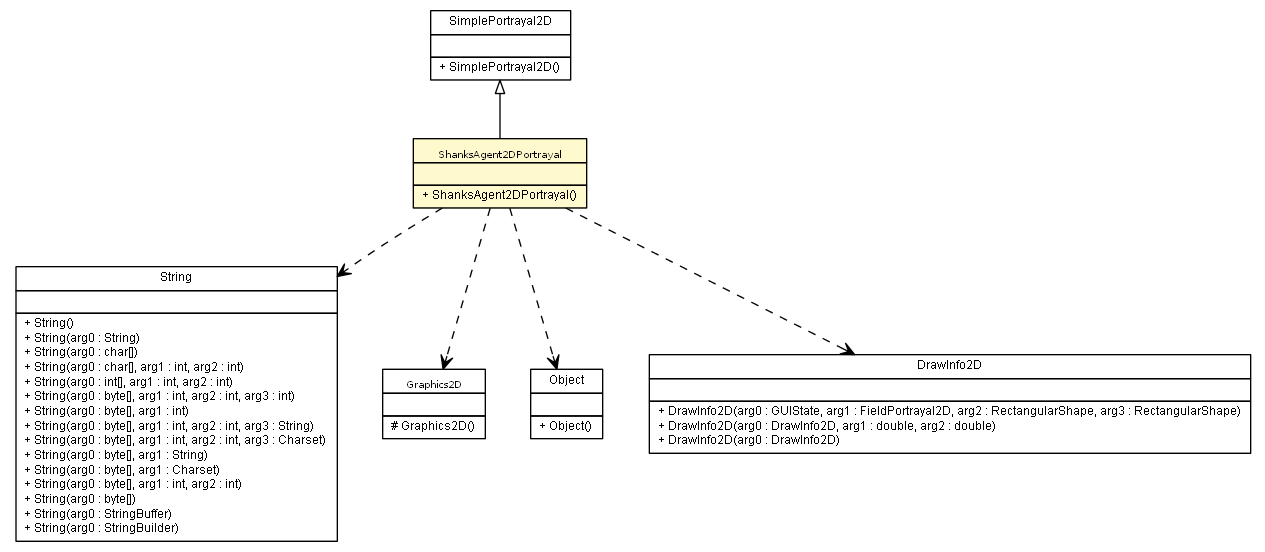 SimplePortrayal2D
+ SimplePortrayal2D()
ShanksAgent2DPortrayal
+ ShanksAgent2DPortrayal()
String
+ String()
+ String(arg0 : String)
+ String(arg0 : char[])
+ String(arg0 : char[], arg1 : int, arg2 : int)
+ String(arg0 : int[], arg1 : int, arg2 : int)
+ String(arg0 : byte[], arg1 : int, arg2 : int, arg3 : int)
+ String(arg0 : byte[], arg1 : int)
+ String(arg0 : byte[], arg1 : int, arg2 : int, arg3 : String)
+ String(arg0 : byte[], arg1 : int, arg2 : int, arg3 : Charset)
+ String(arg0 : byte[], arg1 : String)
+ String(arg0 : byte[], arg1 : Charset)
+ String(arg0 : byte[], arg1 : int, arg2 : int)
+ String(arg0 : byte[])
+ String(arg0 : StringBuffer)
+ String(arg0 : StringBuilder)
Graphics2D
# Graphics2D()
Object
+ Object()
DrawInfo2D
+ DrawInfo2D(arg0 : GUIState, arg1 : FieldPortrayal2D, arg2 : RectangularShape, arg3 : RectangularShape)
+ DrawInfo2D(arg0 : DrawInfo2D, arg1 : double, arg2 : double)
+ DrawInfo2D(arg0 : DrawInfo2D)